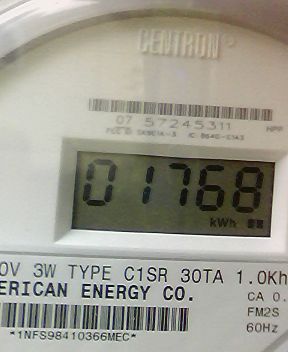 CENTRON®
07 57245311 NPP
01768
kWh
0V 3W TYPE C1SR 30TA 1.0Kh
ERICAN ENERGY CO.
CA 0.
FM2S
60Hz
*1NFS98410366MEC*